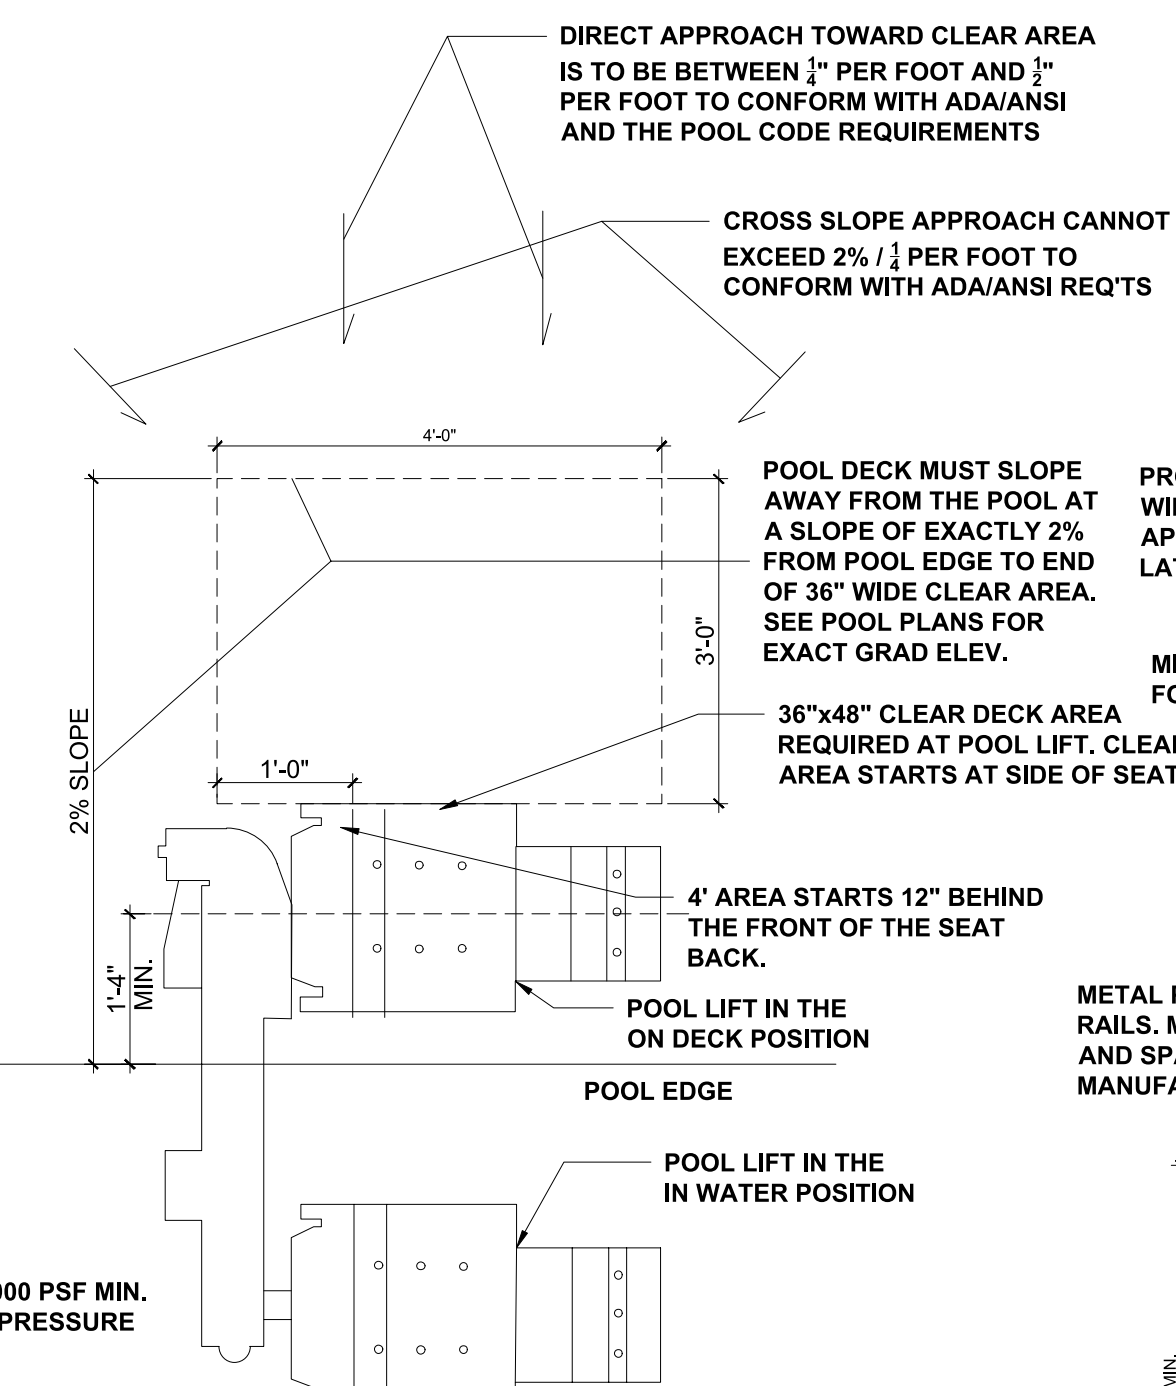 DIRECT APPROACH TOWARD CLEAR AREA
IS TO BE BETWEEN 1/4" PER FOOT AND 1/2"
PER FOOT TO CONFORM WITH ADA/ANSI
AND THE POOL CODE REQUIREMENTS
CROSS SLOPE APPROACH CANNOT
EXCEED 2% / 1/4 PER FOOT TO
CONFORM WITH ADA/ANSI REQ'TS
4'-0"
POOL DECK MUST SLOPE
AWAY FROM THE POOL AT
A SLOPE OF EXACTLY 2%
FROM POOL EDGE TO END
OF 36" WIDE CLEAR AREA.
SEE POOL PLANS FOR
EXACT GRAD ELEV.
3'-0"
2% SLOPE
36"x48" CLEAR DECK AREA
REQUIRED AT POOL LIFT. CLEAR
AREA STARTS AT SIDE OF SEAT
1'-0"
4' AREA STARTS 12" BEHIND
THE FRONT OF THE SEAT
BACK.
1'-4"
MIN.
POOL LIFT IN THE
ON DECK POSITION
METAL
RAILS.
AND
POOL EDGE
POOL LIFT IN THE
IN WATER POSITION
000 PSF MIN.
PRESSURE
MIN.